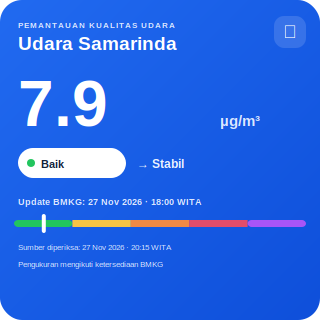 PEMANTAUAN KUALITAS UDARA
Udara Samarinda
7.9
µg/m³
Baik
→ Stabil
Update BMKG: 27 Nov 2026 · 18:00 WITA
Sumber diperiksa: 27 Nov 2026 · 20:15 WITA
Pengukuran mengikuti ketersediaan BMKG